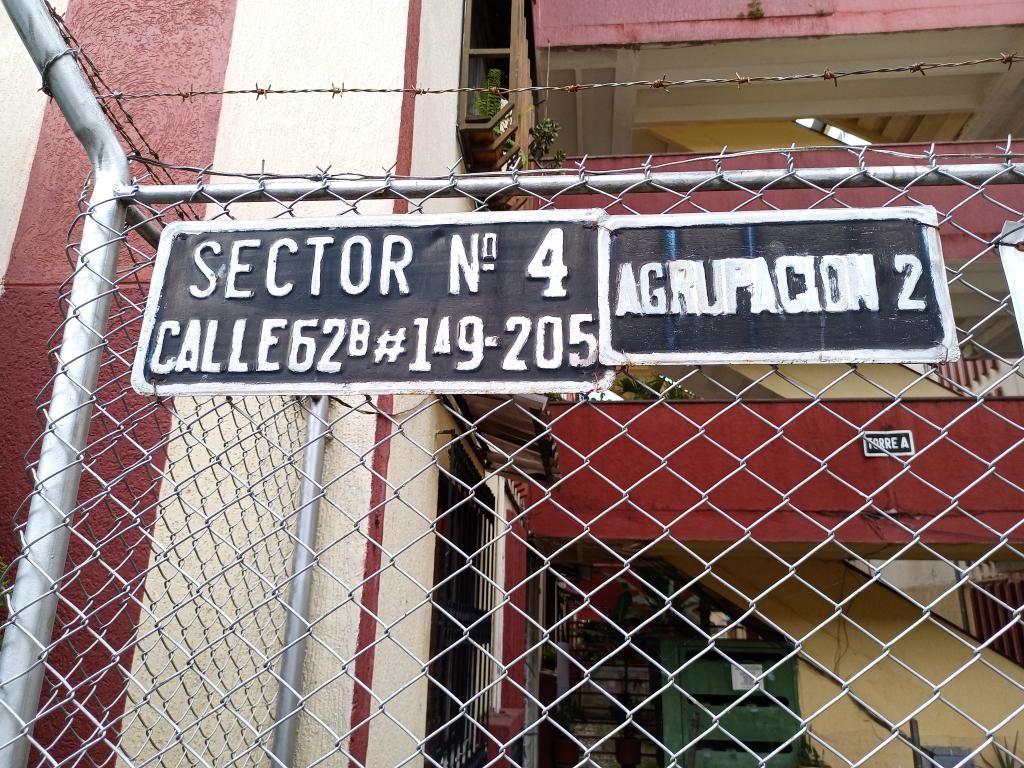 SECTOR Nº 4
CALLE 62B # 1A9-205
AGRUPACION 2
TORRE A